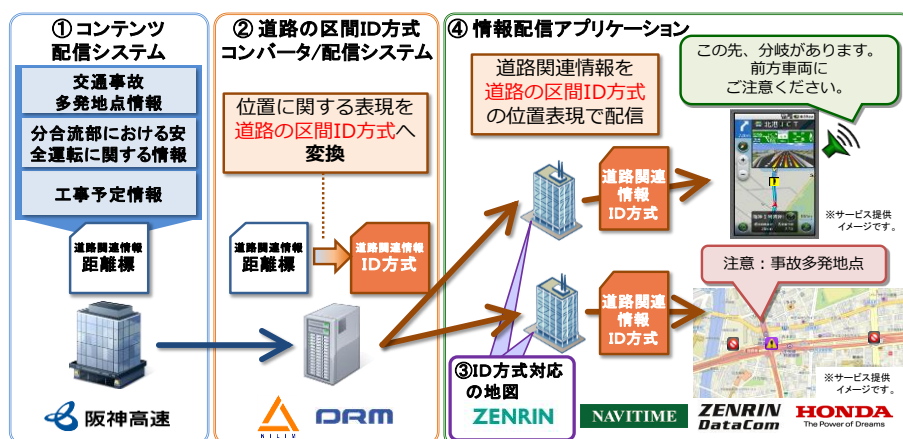 ①コンテンツ
配信システム
交通事故
多発地点情報
分合流部における安
全運転に関する情報
工事予定情報
道路関連情報
距離標
阪神高速
②道路の区間ID方式
コンバータ/配信システム
位置に関する表現を
道路の区間ID方式へ
変換
道路関連情報
距離標
道路関連情報
ID方式
NILIM
DRM
④情報配信アプリケーション
道路関連情報を
道路の区間ID方式
の位置表現で配信
道路関連
情報
ID方式
この先、分岐があります。
前方車両に
ご注意ください。
北港JCT
※サービス提供
イメージです。
道路関連
情報
ID方式
注意：事故多発地点
※サービス提供
イメージです。
③ID方式対応
の地図
ZENRIN
NAVITIME
ZENRIN
DataCom
HONDA
The Power of Dreams